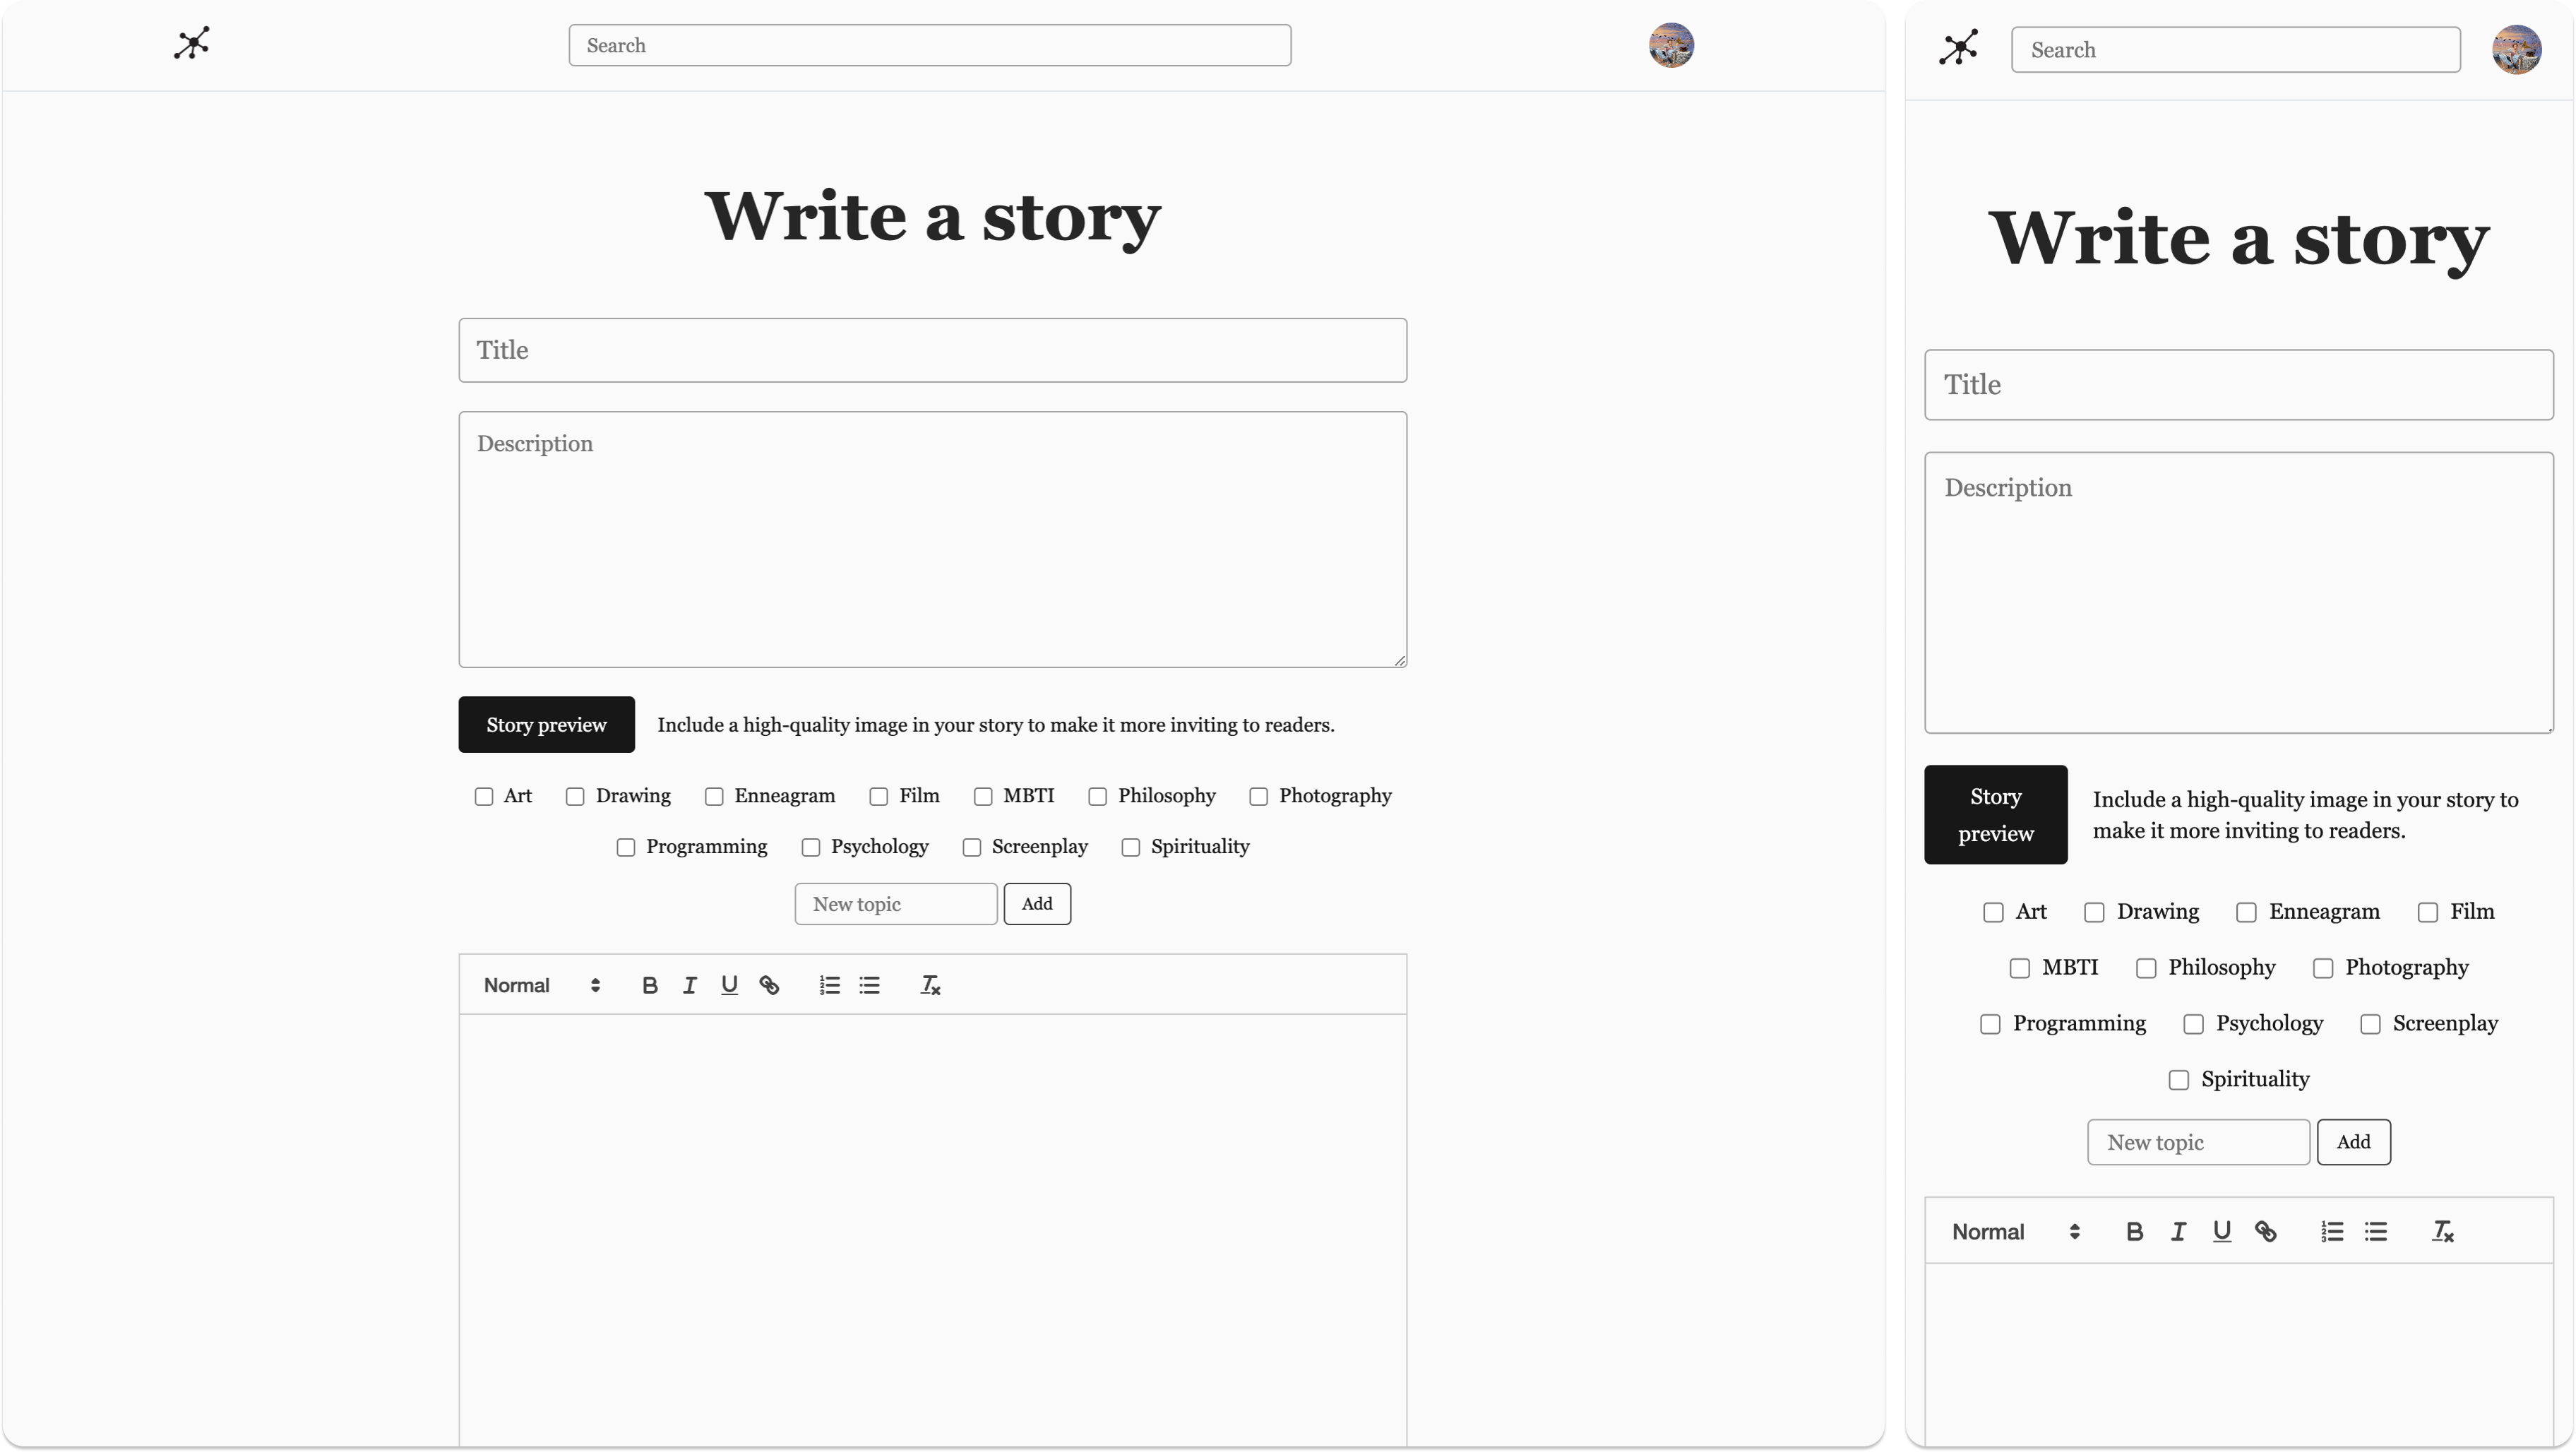 Search
Write a story
Title
Description
Story preview Include a high-quality image in your story to make it more inviting to readers.
Art Drawing Enneagram Film MBTI Philosophy Photography
Programming Psychology Screenplay Spirituality
New topic Add
Normal B I U
Search
Write a story
Title
Description
Story
preview
Include a high-quality image in your story to
make it more inviting to readers.
Art Drawing Enneagram Film
MBTI Philosophy Photography
Programming Psychology Screenplay
Spirituality
New topic Add
Normal B I U